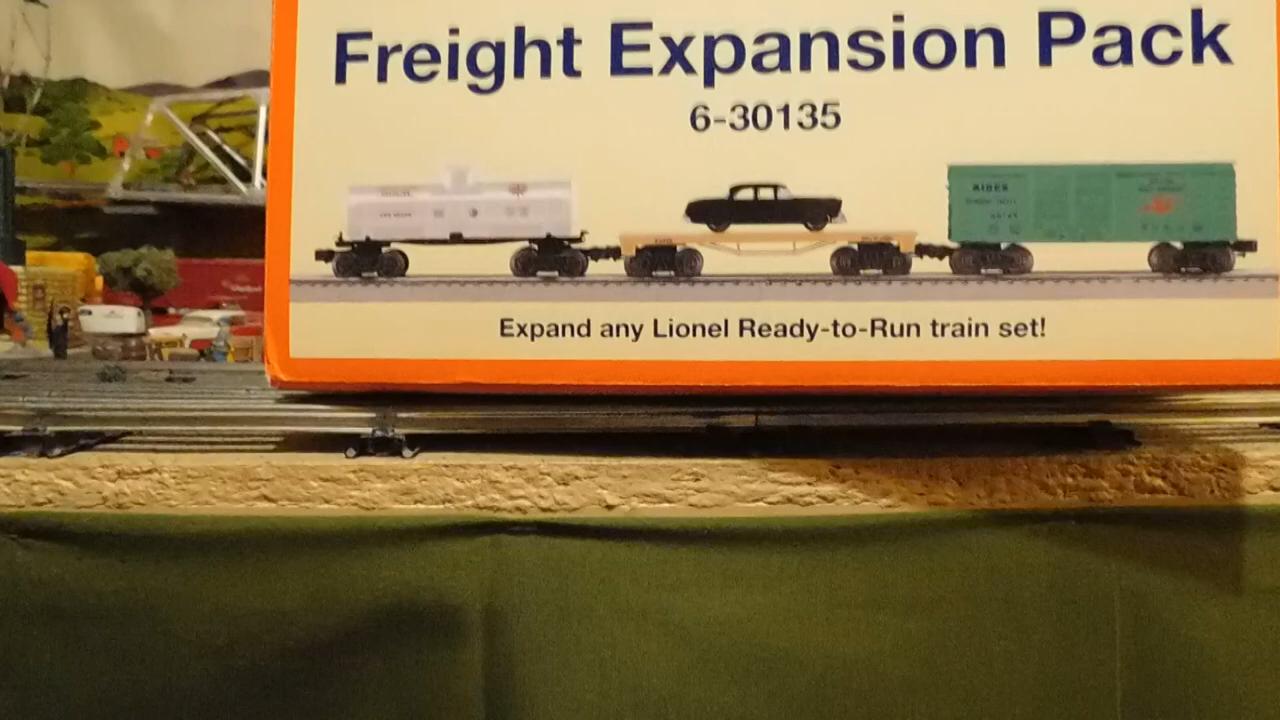 Freight Expansion Pack
6-30135
Expand any Lionel Ready-to-Run train set!